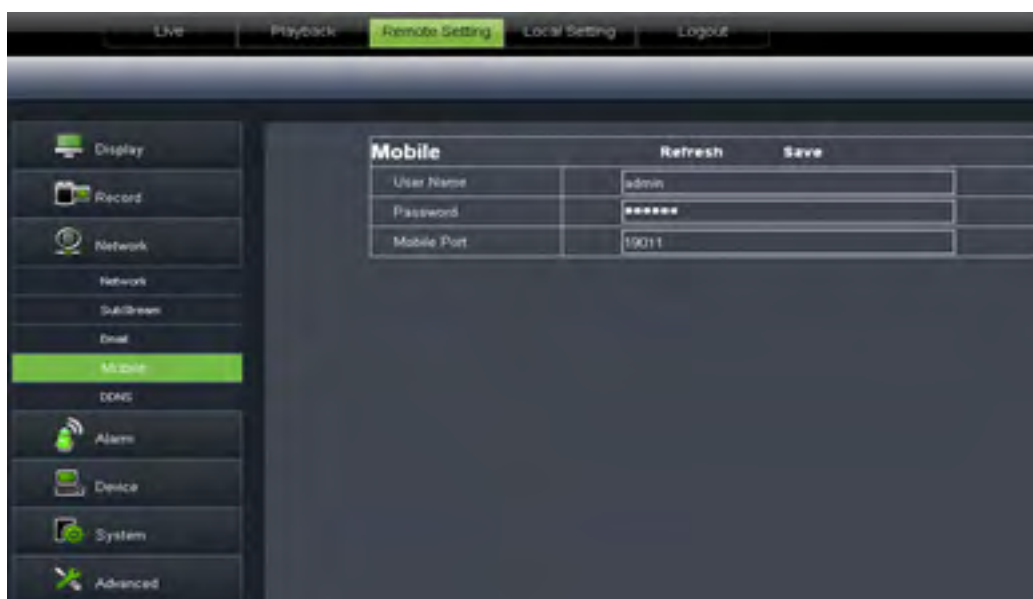 Live Playback Remote Setting Local Setting Logout
Display
Record
Network
Network
SubStream
Email
Mobile
DDNS
Alarm
Device
System
Advanced
Mobile Refresh Save
User Name admin
Password ******
Mobile Port 19011